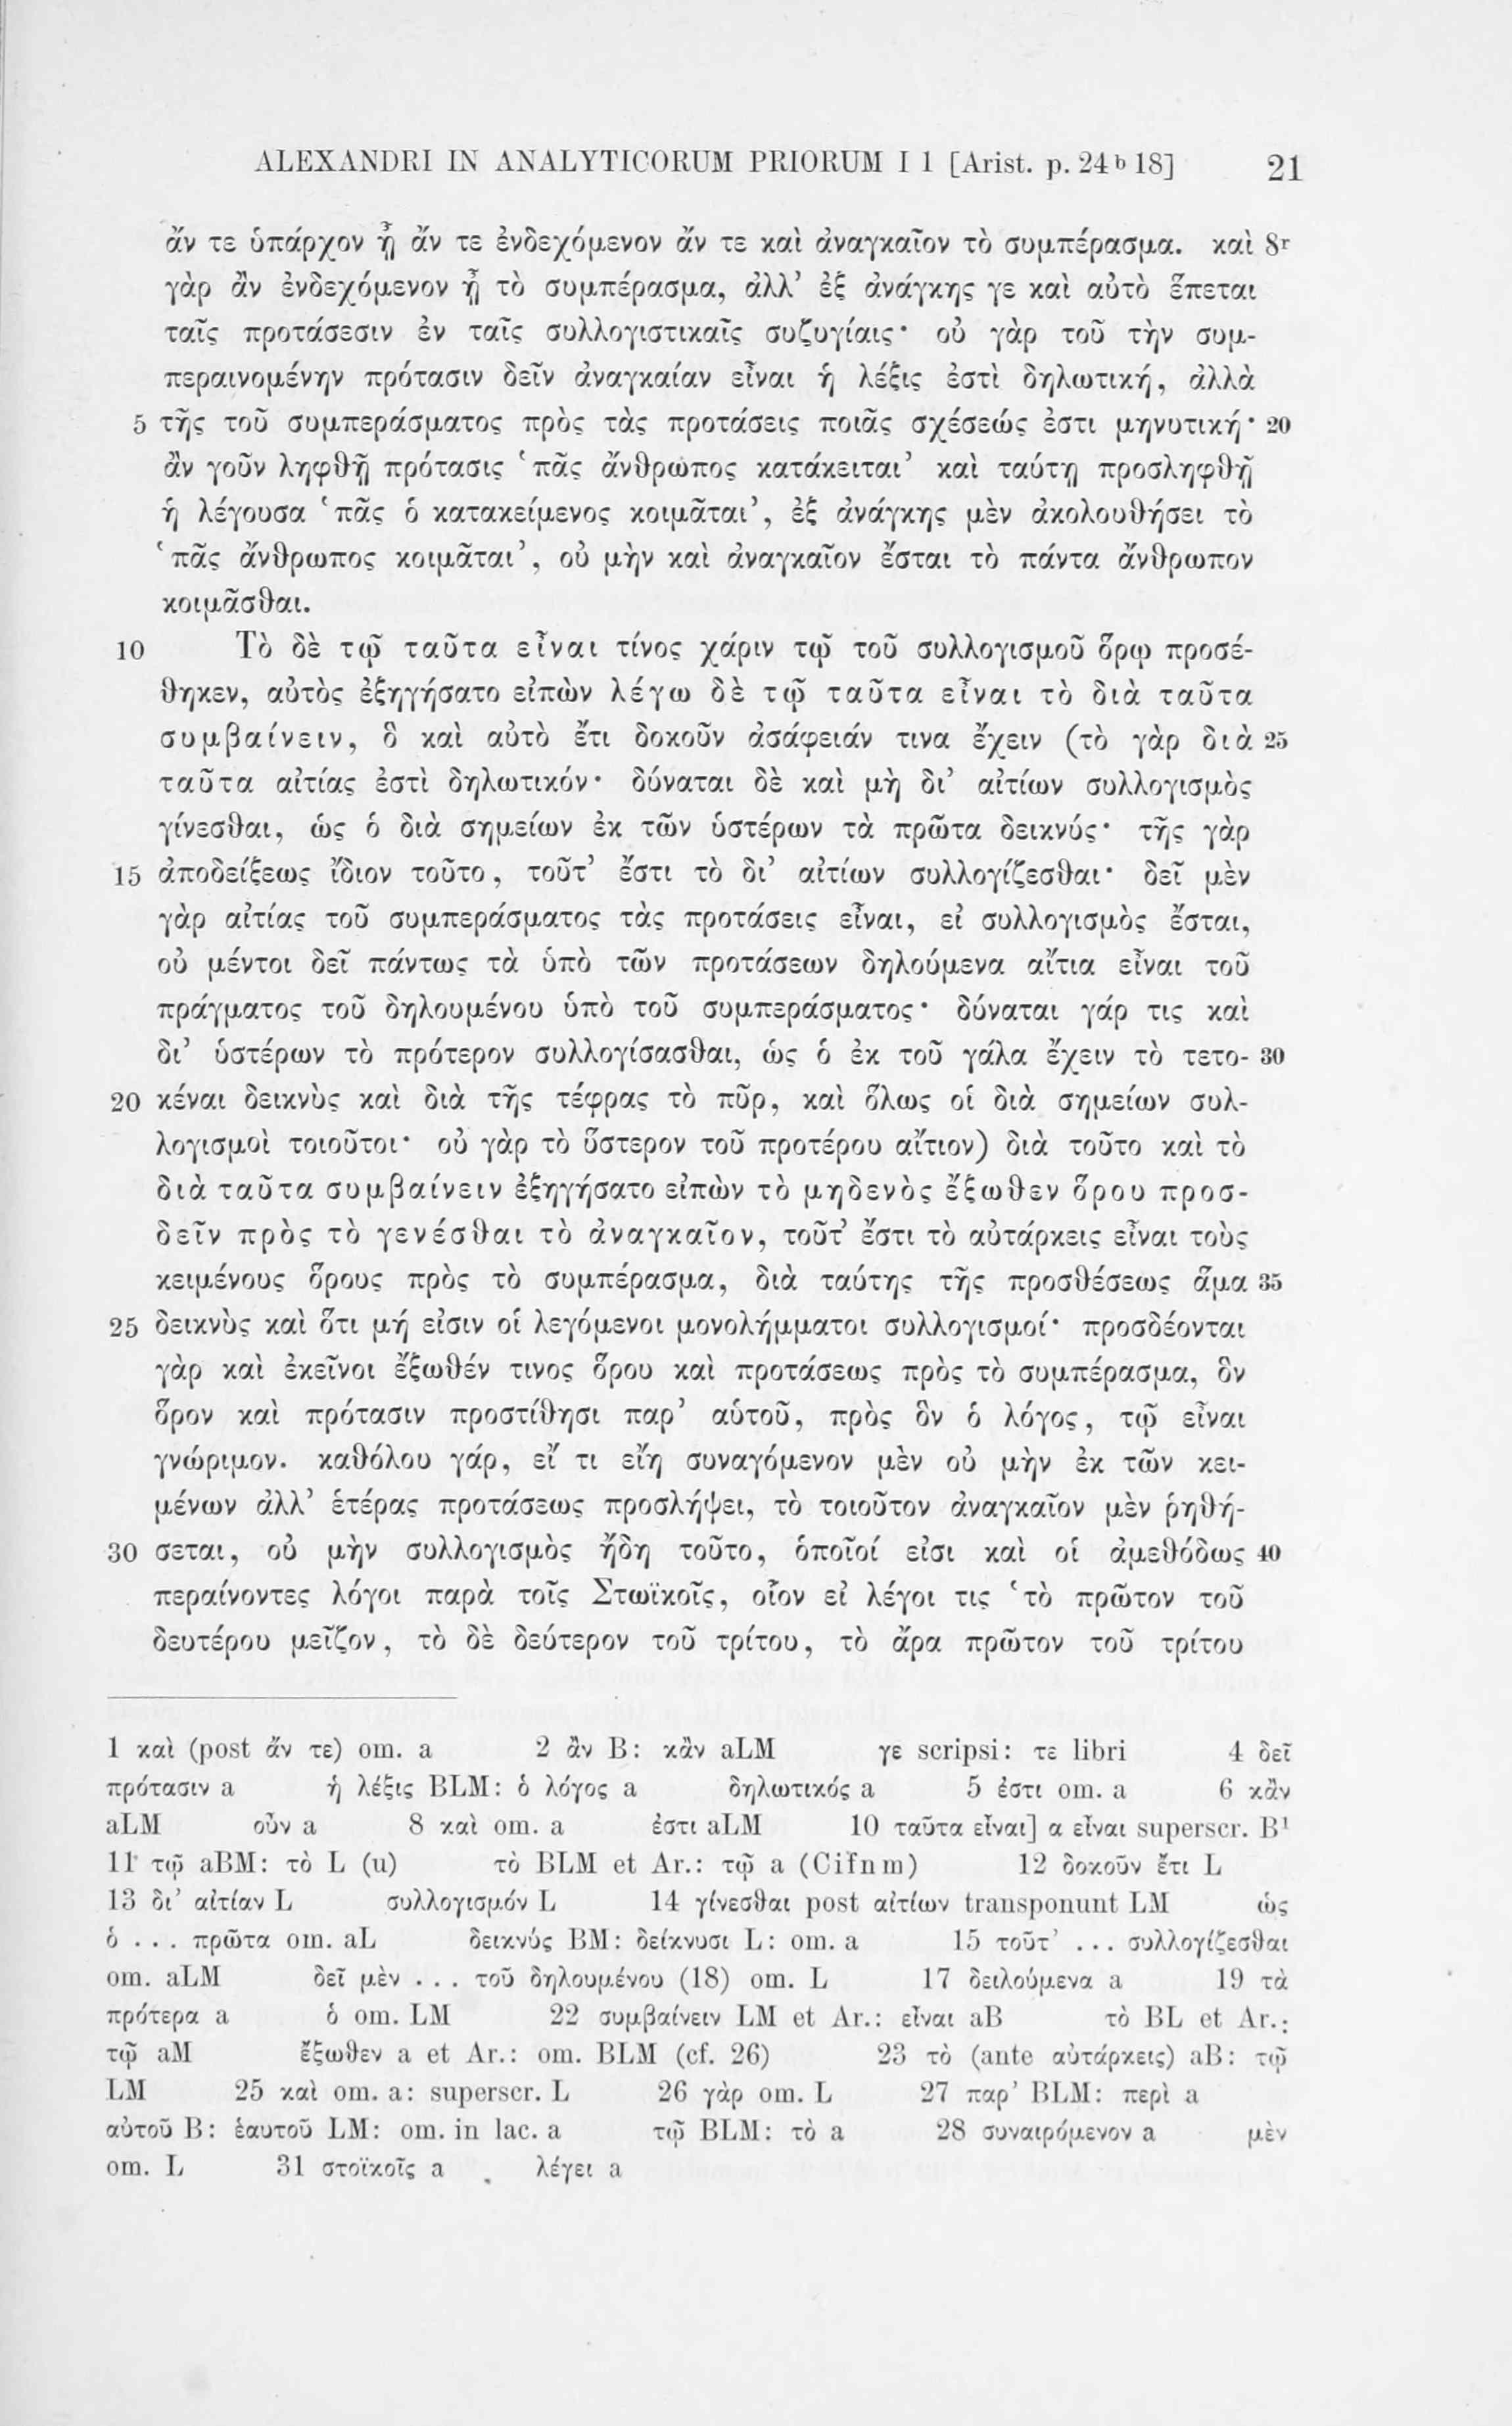 ALEXANDRI IN ANALYTICORUM PRIORUM I 1 [Arist. p. 24 b 18] 21
ἄν τε ὑπάρχον ᾖ ἄν τε ἐνδεχόμενον ἄν τε καὶ ἀναγκαῖον τὸ συμπέρασμα. καὶ 8r
γὰρ ἂν ἐνδεχόμενον ᾖ τὸ συμπέρασμα, ἀλλ’ ἐξ ἀνάγκης γε καὶ αὐτὸ ἕπεται
ταῖς προτάσεσιν ἐν ταῖς συλλογιστικαῖς συζυγίαις· οὐ γὰρ τοῦ τὴν συμ-
περαινομένην πρότασιν δεῖν ἀναγκαίαν εἶναι ἡ λέξις ἐστὶ δηλωτική, ἀλλὰ
5 τῆς τοῦ συμπεράσματος πρὸς τὰς προτάσεις ποιᾶς σχέσεώς ἐστι μηνυτική· 20
ἂν γοῦν ληφθῇ πρότασις ‘πᾶς ἄνθρωπος κατάκειται’ καὶ ταύτῃ προσληφθῇ
ἡ λέγουσα ‘πᾶς ὁ κατακείμενος κοιμᾶται’, ἐξ ἀνάγκης μὲν ἀκολουθήσει τὸ
‘πᾶς ἄνθρωπος κοιμᾶται’, οὐ μὴν καὶ ἀναγκαῖον ἔσται τὸ πάντα ἄνθρωπον
κοιμᾶσθαι.
10 Τὸ δὲ τῷ ταῦτα εἶναι τίνος χάριν τῷ τοῦ συλλογισμοῦ ὅρῳ προσέ-
θηκεν, αὐτὸς ἐξηγήσατο εἰπὼν λέγω δὲ τῷ ταῦτα εἶναι τὸ διὰ ταῦτα
συμβαίνειν, ὃ καὶ αὐτὸ ἔτι δοκοῦν ἀσάφειάν τινα ἔχειν (τὸ γὰρ διὰ 25
ταῦτα αἰτίας ἐστὶ δηλωτικόν· δύναται δὲ καὶ μὴ δι’ αἰτίων συλλογισμὸς
γίνεσθαι, ὡς ὁ διὰ σημείων ἐκ τῶν ὑστέρων τὰ πρῶτα δεικνύς· τῆς γὰρ
15 ἀποδείξεως ἴδιον τοῦτο, τοῦτ’ ἔστι τὸ δι’ αἰτίων συλλογίζεσθαι· δεῖ μὲν
γὰρ αἰτίας τοῦ συμπεράσματος τὰς προτάσεις εἶναι, εἰ συλλογισμὸς ἔσται,
οὐ μέντοι δεῖ πάντως τὰ ὑπὸ τῶν προτάσεων δηλούμενα αἴτια εἶναι τοῦ
πράγματος τοῦ δηλουμένου ὑπὸ τοῦ συμπεράσματος· δύναται γάρ τις καὶ
δι’ ὑστέρων τὸ πρότερον συλλογίσασθαι, ὡς ὁ ἐκ τοῦ γάλα ἔχειν τὸ τετο- 30
20 κέναι δεικνὺς καὶ διὰ τῆς τέφρας τὸ πῦρ, καὶ ὅλως οἱ διὰ σημείων συλ-
λογισμοὶ τοιοῦτοι· οὐ γὰρ τὸ ὕστερον τοῦ προτέρου αἴτιον) διὰ τοῦτο καὶ τὸ
διὰ ταῦτα συμβαίνειν ἐξηγήσατο εἰπὼν τὸ μηδενὸς ἔξωθεν ὅρου προσ-
δεῖν πρὸς τὸ γενέσθαι τὸ ἀναγκαῖον, τοῦτ’ ἔστι τὸ αὐτάρκεις εἶναι τοὺς
κειμένους ὅρους πρὸς τὸ συμπέρασμα, διὰ ταύτης τῆς προσθέσεως ἅμα 35
25 δεικνὺς καὶ ὅτι μή εἰσιν οἱ λεγόμενοι μονολήμματοι συλλογισμοί· προσδέονται
γὰρ καὶ ἐκεῖνοι ἔξωθέν τινος ὅρου καὶ προτάσεως πρὸς τὸ συμπέρασμα, ὃν
ὅρον καὶ πρότασιν προστίθησι παρ’ αὑτοῦ, πρὸς ὃν ὁ λόγος, τῷ εἶναι
γνώριμον. καθόλου γάρ, εἴ τι εἴη συναγόμενον μὲν οὐ μὴν ἐκ τῶν κει-
μένων ἀλλ’ ἑτέρας προτάσεως προσλήψει, τὸ τοιοῦτον ἀναγκαῖον μὲν ῥηθή-
30 σεται, οὐ μὴν συλλογισμὸς ἤδη τοῦτο, ὁποῖοί εἰσι καὶ οἱ ἀμεθόδως 40
περαίνοντες λόγοι παρὰ τοῖς Στωϊκοῖς, οἷον εἰ λέγοι τις ‘τὸ πρῶτον τοῦ
δευτέρου μεῖζον, τὸ δὲ δεύτερον τοῦ τρίτου, τὸ ἄρα πρῶτον τοῦ τρίτου
1 καὶ (post ἄν τε) om. a 2 ἂν B: κἂν aLM γε scripsi: τε libri 4 δεῖ
πρότασιν a ἡ λέξις BLM: ὁ λόγος a δηλωτικός a 5 ἐστι om. a 6 κἂν
aLM οὖν a 8 καὶ om. a ἐστι aLM 10 ταῦτα εἶναι] α εἶναι superscr. B¹
11 τῷ aBM: τὸ L (u) τὸ BLM et Ar.: τῷ a (Cifnm) 12 δοκοῦν ἔτι L
13 δι’ αἰτίαν L συλλογισμόν L 14 γίνεσθαι post αἰτίων transponunt LM ὡς
ὁ . . . πρῶτα om. aL δεικνύς BM: δείκνυσι L: om. a 15 τοῦτ’ . . . συλλογίζεσθαι
om. aLM δεῖ μὲν . . . τοῦ δηλουμένου (18) om. L 17 δειλούμενα a 19 τὰ
πρότερα a ὁ om. LM 22 συμβαίνειν LM et Ar.: εἶναι aB τὸ BL et Ar.:
τῷ aM ἔξωθεν a et Ar.: om. BLM (cf. 26) 23 τὸ (ante αὐτάρκεις) aB: τῷ
LM 25 καὶ om. a: superscr. L 26 γὰρ om. L 27 παρ’ BLM: περὶ a
αὐτοῦ B: ἑαυτοῦ LM: om. in lac. a τῷ BLM: τὸ a 28 συναιρόμενον a μὲν
om. L 31 στοϊκοῖς a λέγει a